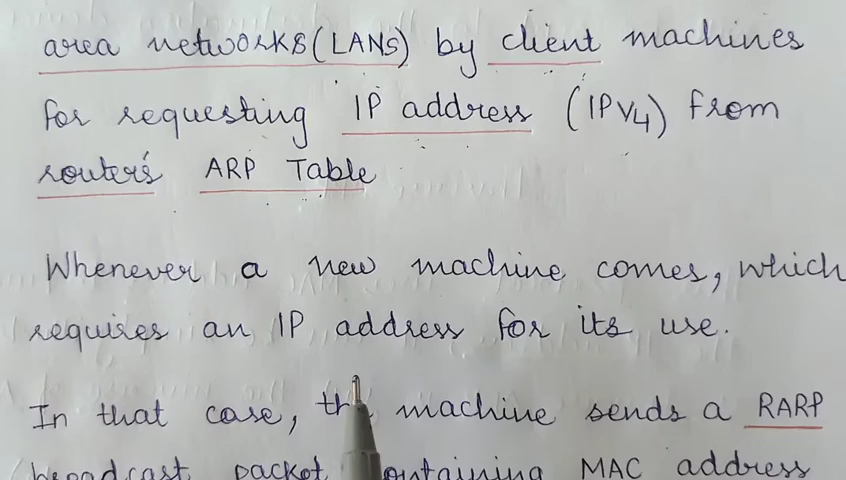 area networks (LANS) by client machines
for requesting IP address (IPV4) from
router's ARP Table
Whenever a new machine comes, which
requires an IP address for its use.
In that case, the machine sends a RARP
broadcast packet containing MAC address